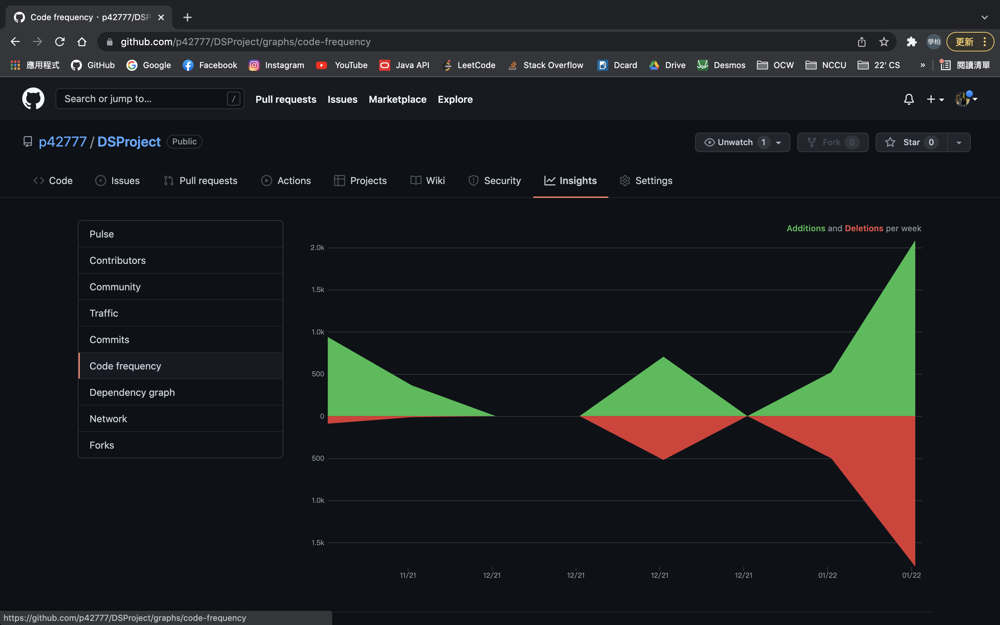 Code frequency · p42777/DSP
github.com/p42777/DSProject/graphs/code-frequency
學柏
更新
應用程式 GitHub Google Facebook Instagram YouTube Java API LeetCode Stack Overflow Dcard Drive Desmos OCW NCCU 22' CS » 閱讀清單
Search or jump to... / Pull requests Issues Marketplace Explore
p42777 / DSProject Public Unwatch 1 Fork 0 Star 0
Code Issues Pull requests Actions Projects Wiki Security Insights Settings
Pulse
Contributors
Community
Traffic
Commits
Code frequency
Dependency graph
Network
Forks
Additions and Deletions per week
2.0k
1.5k
1.0k
500
0
500
1.0k
1.5k
11/21 12/21 12/21 12/21 12/21 01/22 01/22
https://github.com/p42777/DSProject/graphs/code-frequency